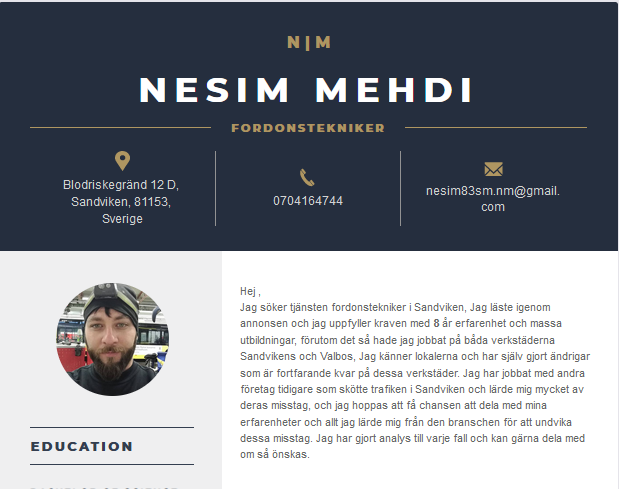 N|M
NESIM MEHDI
FORDONSTEKNIKER
Blodriskegränd 12 D,
Sandviken, 81153,
Sverige
0704164744
nesim83sm.nm@gmail.
com
Hej ,
Jag söker tjänsten fordonstekniker i Sandviken, Jag läste igenom
annonsen och jag uppfyller kraven med 8 år erfarenhet och massa
utbildningar, förutom det så hade jag jobbat på båda verkstäderna
Sandvikens och Valbos, Jag känner lokalerna och har själv gjort ändrigar
som är fortfarande kvar på dessa verkstäder. Jag har jobbat med andra
företag tidigare som skötte trafiken i Sandviken och lärde mig mycket av
deras misstag, och jag hoppas att få chansen att dela med mina
erfarenheter och allt jag lärde mig från den branschen för att undvika
dessa misstag. Jag har gjort analys till varje fall och kan gärna dela med
om så önskas.
EDUCATION